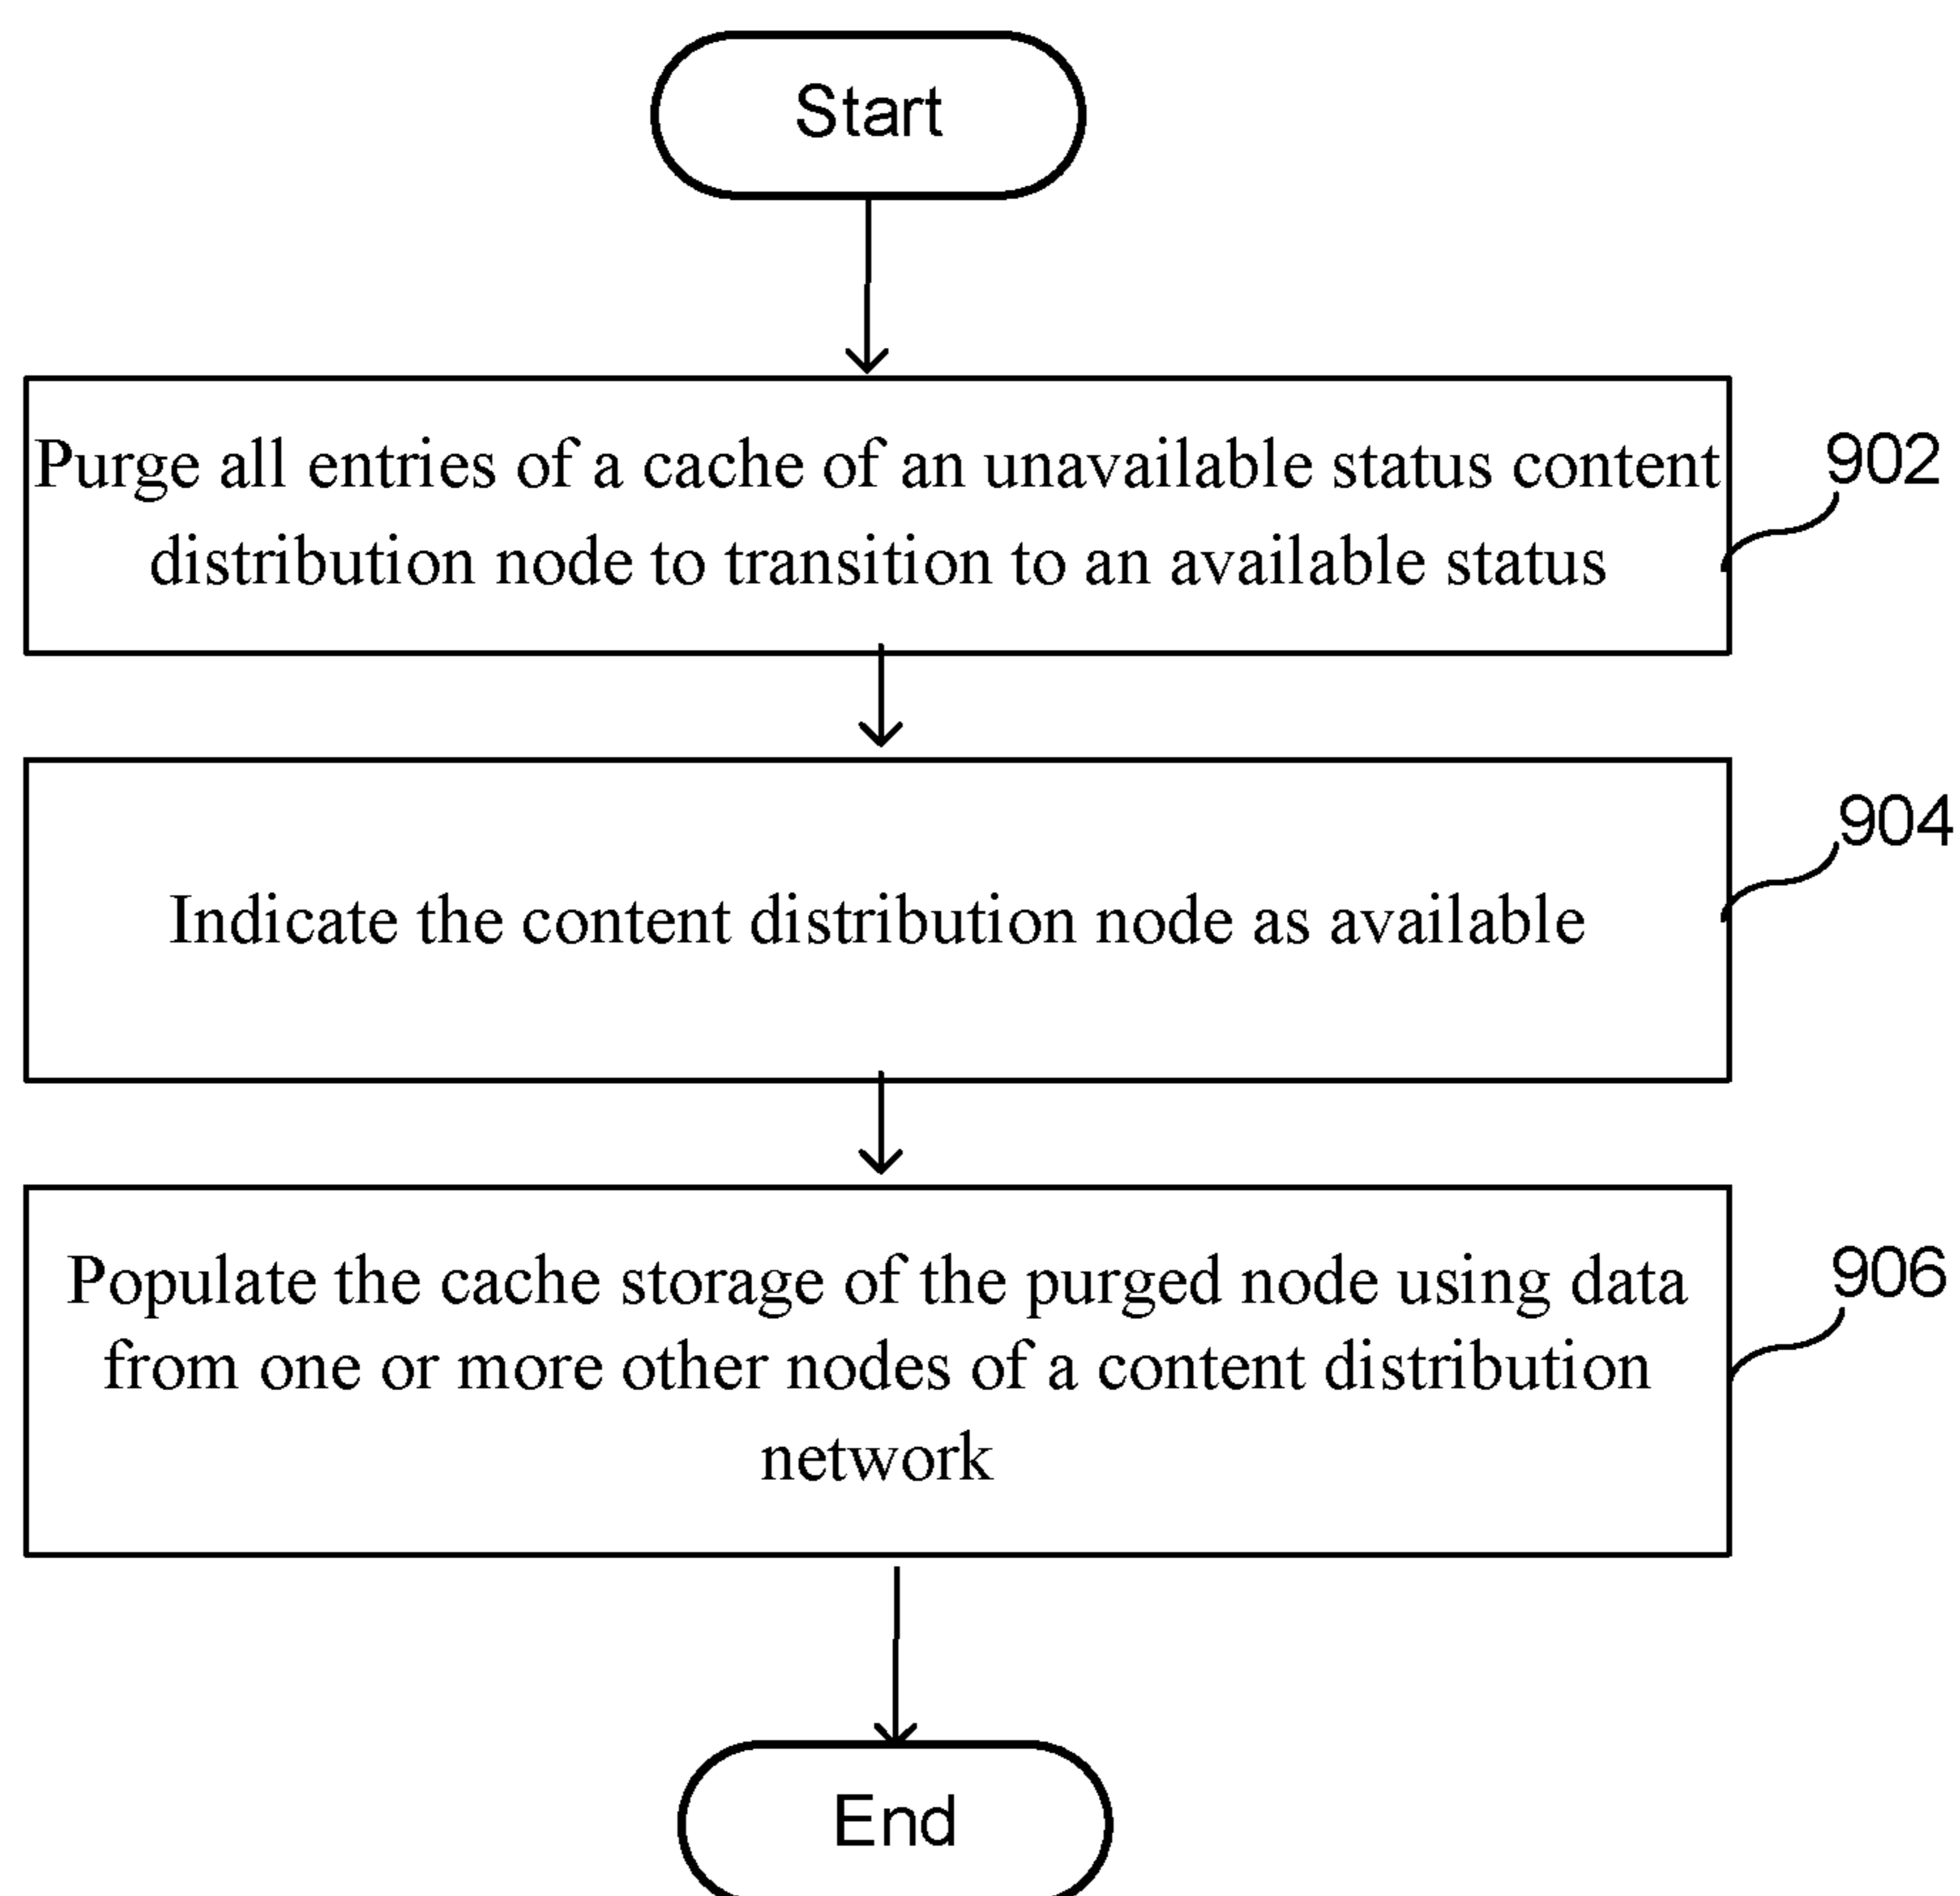 Start
Purge all entries of a cache of an unavailable status content
distribution node to transition to an available status
902
Indicate the content distribution node as available
904
Populate the cache storage of the purged node using data
from one or more other nodes of a content distribution
network
906
End